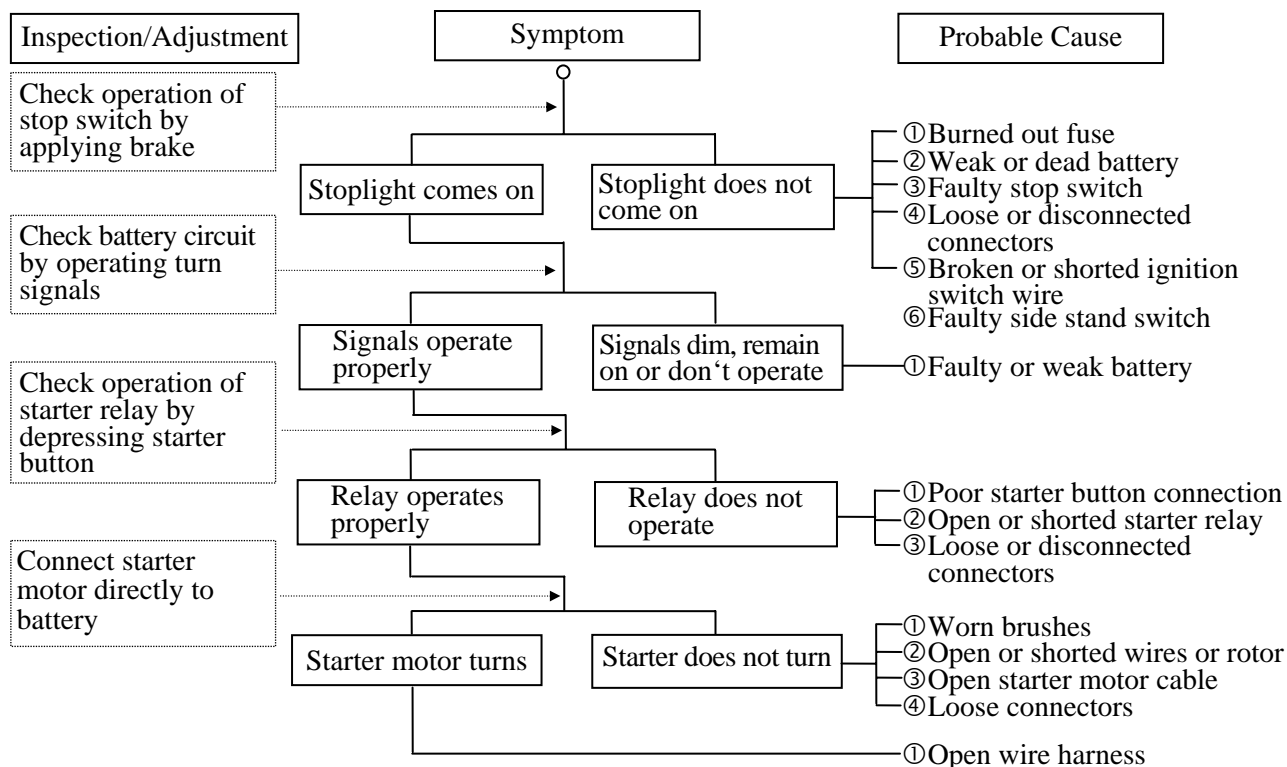 Inspection/Adjustment
Symptom
Probable Cause
Check operation of
stop switch by
applying brake
Stoplight comes on
Stoplight does not
come on
①Burned out fuse
②Weak or dead battery
③Faulty stop switch
④Loose or disconnected
connectors
⑤Broken or shorted ignition
switch wire
⑥Faulty side stand switch
Check battery circuit
by operating turn
signals
Signals operate
properly
Signals dim, remain
on or don‘t operate
①Faulty or weak battery
Check operation of
starter relay by
depressing starter
button
Relay operates
properly
Relay does not
operate
①Poor starter button connection
②Open or shorted starter relay
③Loose or disconnected
connectors
Connect starter
motor directly to
battery
Starter motor turns
Starter does not turn
①Worn brushes
②Open or shorted wires or rotor
③Open starter motor cable
④Loose connectors
①Open wire harness